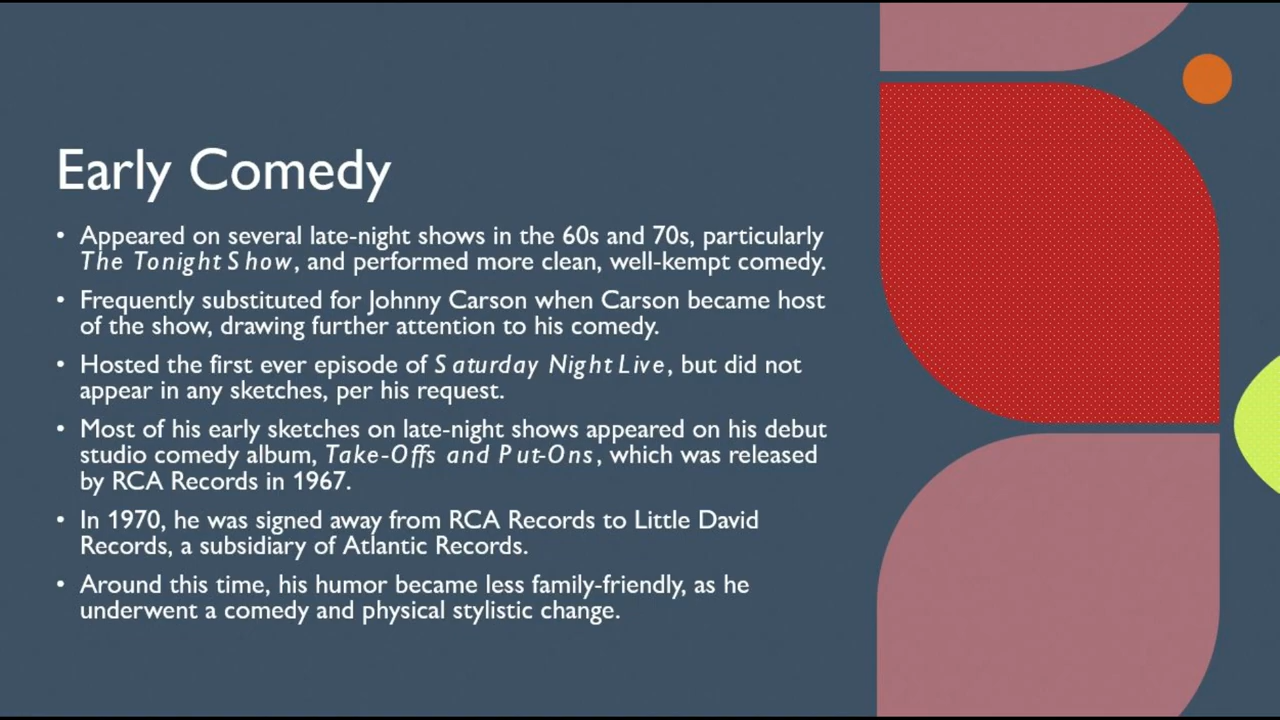 Early Comedy
• Appeared on several late-night shows in the 60s and 70s, particularly
The Tonight Show, and performed more clean, well-kempt comedy.
• Frequently substituted for Johnny Carson when Carson became host
of the show, drawing further attention to his comedy.
• Hosted the first ever episode of Saturday Night Live, but did not
appear in any sketches, per his request.
• Most of his early sketches on late-night shows appeared on his debut
studio comedy album, Take-Offs and Put-Ons, which was released
by RCA Records in 1967.
• In 1970, he was signed away from RCA Records to Little David
Records, a subsidiary of Atlantic Records.
• Around this time, his humor became less family-friendly, as he
underwent a comedy and physical stylistic change.